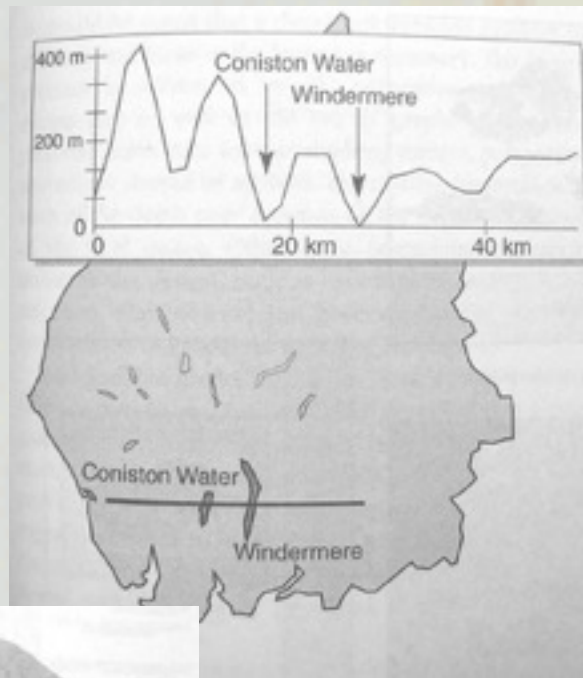 400 m
Coniston Water
Windermere
200 m
0
0
20 km
40 km
Coniston Water
Windermere